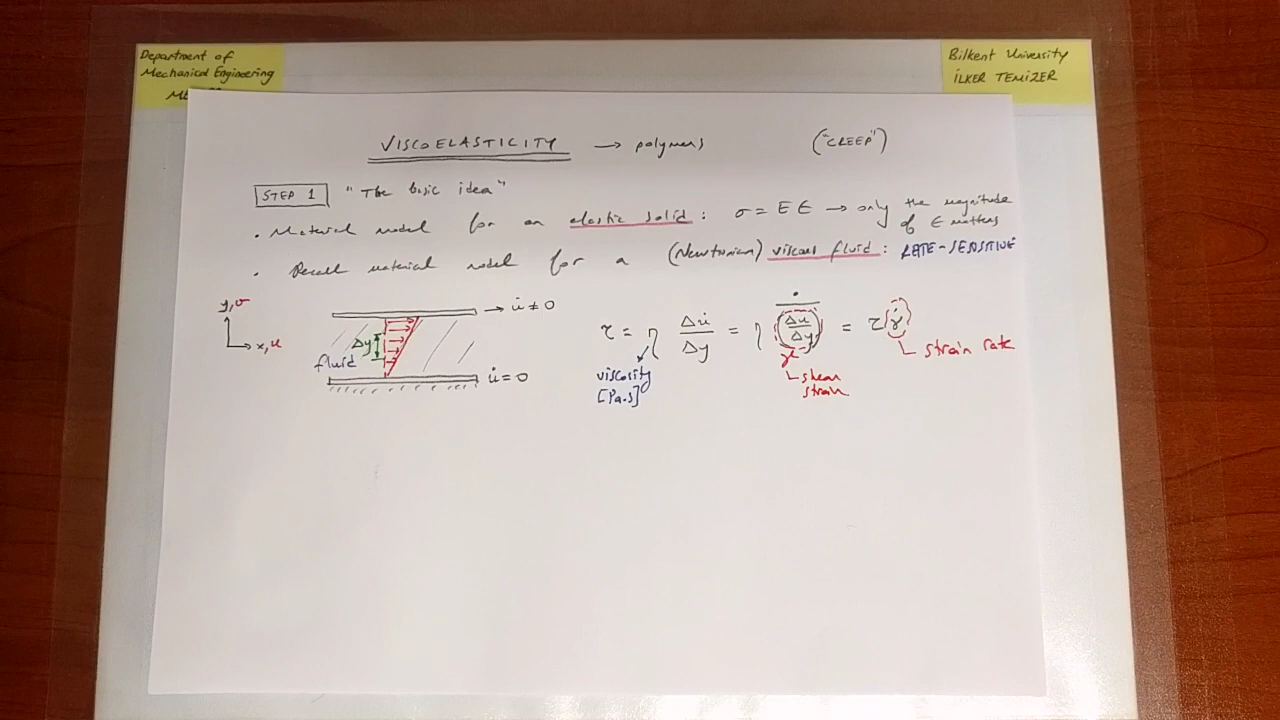 Department of
Mechanical Engineering
Bilkent University
İLKER TEMİZER
VISCOELASTICITY → polymers ("CREEP")
STEP 1 "The basic idea"
• Material model for an elastic solid : σ = E ϵ → only the magnitude
of ϵ matters
• Recall material model for a (Newtonian) viscous fluid : RATE-SENSITIVE
y,v
x,u
fluid
Δy
→ u̇ ≠ 0
u̇ = 0
τ = η Δu̇/Δy = η (Δu/Δy)˙ = τ γ̇
viscosity
[Pa.s]
γ
shear
strain
strain rate